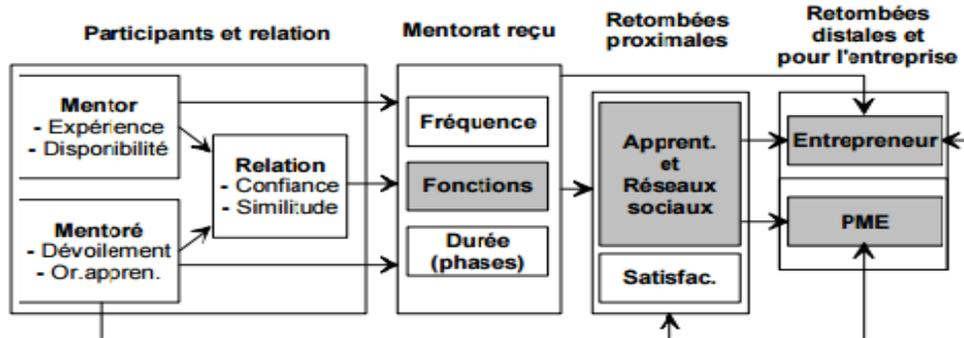 Participants et relation
Mentorat reçu
Retombées
proximales
Retombées
distales et
pour l'entreprise
Mentor
- Expérience
- Disponibilité
Relation
- Confiance
- Similitude
Mentoré
- Dévoilement
- Or.appren.
Fréquence
Fonctions
Durée
(phases)
Apprent.
et
Réseaux
sociaux
Satisfac.
Entrepreneur
PME